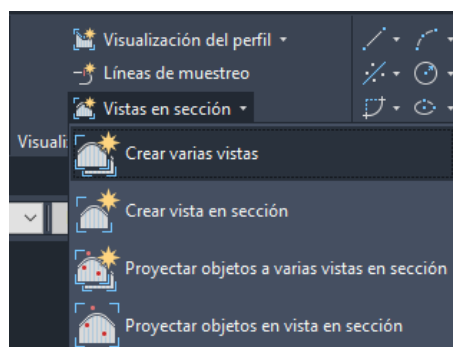 Visualización del perfil
Líneas de muestreo
Vistas en sección
Visuali
Crear varias vistas
Crear vista en sección
Proyectar objetos a varias vistas en sección
Proyectar objetos en vista en sección